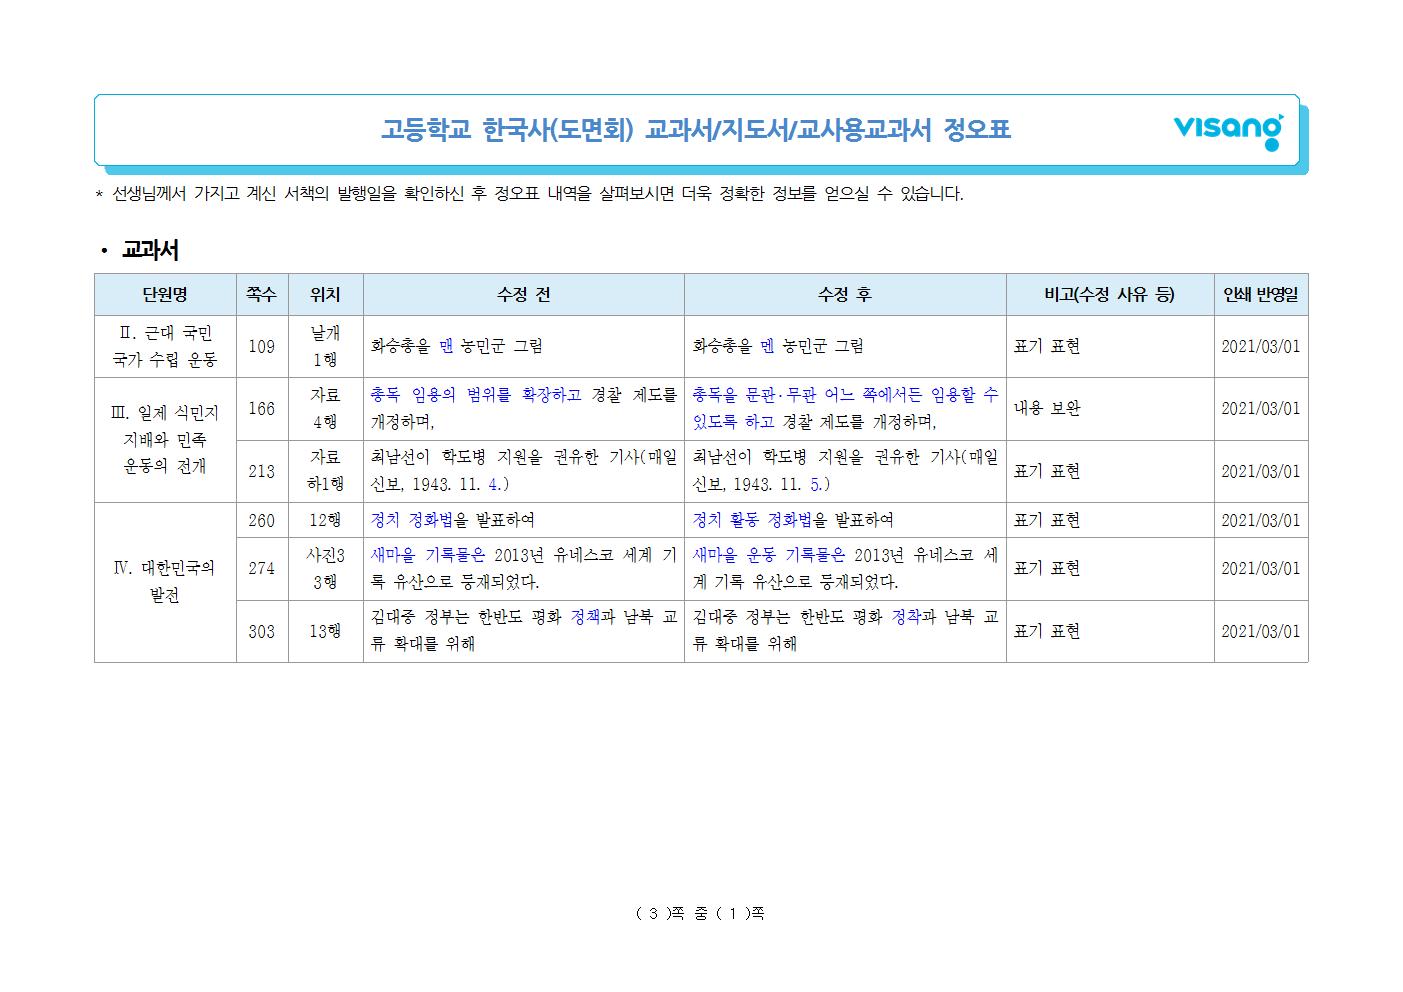 고등학교 한국사(도면회) 교과서/지도서/교사용교과서 정오표
visang
* 선생님께서 가지고 계신 서책의 발행일을 확인하신 후 정오표 내역을 살펴보시면 더욱 정확한 정보를 얻으실 수 있습니다.
• 교과서
단원명 쪽수 위치 수정 전 수정 후 비고(수정 사유 등) 인쇄 반영일
Ⅱ. 근대 국민
국가 수립 운동
109
날개
1행
화승총을 맨 농민군 그림
화승총을 멘 농민군 그림
표기 표현
2021/03/01
Ⅲ. 일제 식민지
지배와 민족
운동의 전개
166
자료
4행
총독 임용의 범위를 확장하고 경찰 제도를
개정하며,
총독을 문관·무관 어느 쪽에서든 임용할 수
있도록 하고 경찰 제도를 개정하며,
내용 보완
2021/03/01
213
자료
하1행
최남선이 학도병 지원을 권유한 기사(매일
신보, 1943. 11. 4.)
최남선이 학도병 지원을 권유한 기사(매일
신보, 1943. 11. 5.)
표기 표현
2021/03/01
Ⅳ. 대한민국의
발전
260
12행
정치 정화법을 발표하여
정치 활동 정화법을 발표하여
표기 표현
2021/03/01
274
사진3
3행
새마을 기록물은 2013년 유네스코 세계 기
록 유산으로 등재되었다.
새마을 운동 기록물은 2013년 유네스코 세
계 기록 유산으로 등재되었다.
표기 표현
2021/03/01
303
13행
김대중 정부는 한반도 평화 정책과 남북 교
류 확대를 위해
김대중 정부는 한반도 평화 정착과 남북 교
류 확대를 위해
표기 표현
2021/03/01
( 3 )쪽 중 ( 1 )쪽